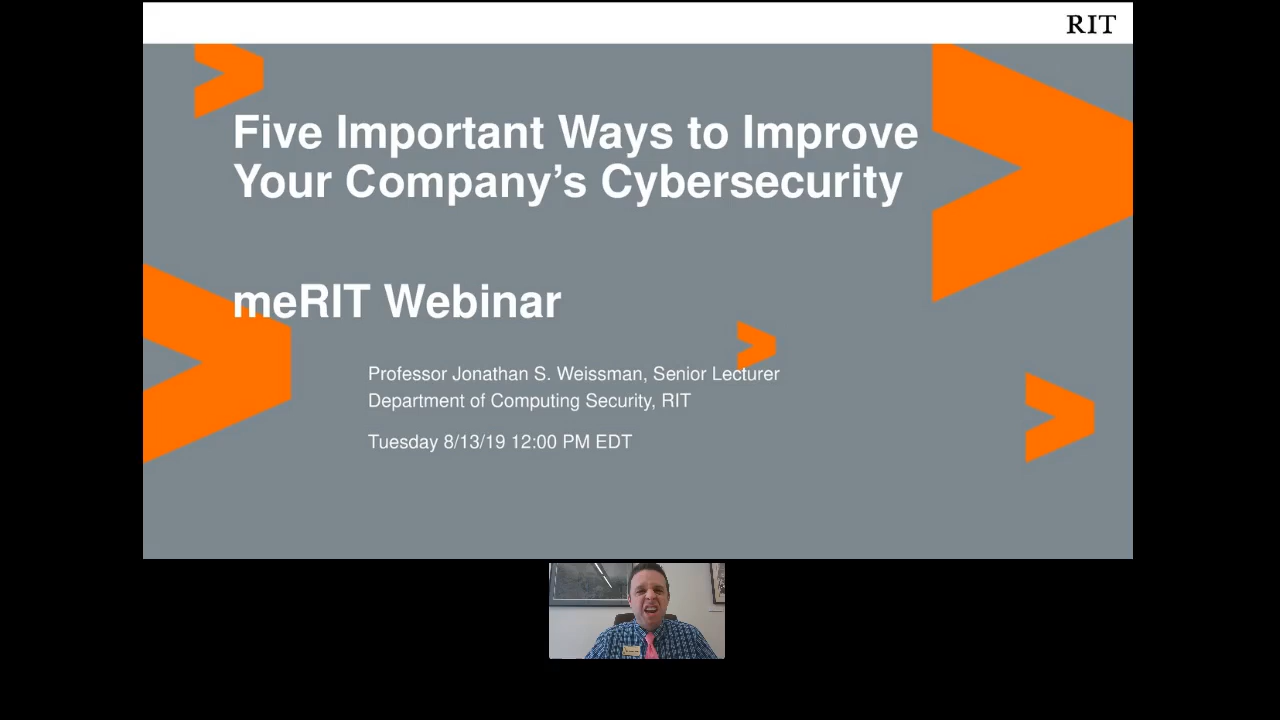 RIT
Five Important Ways to Improve
Your Company’s Cybersecurity
meRIT Webinar
Professor Jonathan S. Weissman, Senior Lecturer
Department of Computing Security, RIT
Tuesday 8/13/19 12:00 PM EDT